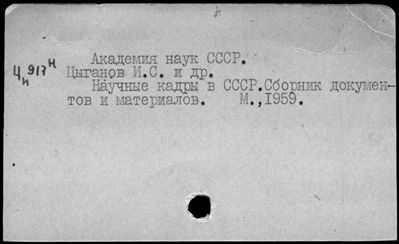 Академия наук СССР.
Ц917н Цыганов И.С. и др.
п Научные кадры в СССР.Сборник докумен-
тов и материалов. М.,1959.